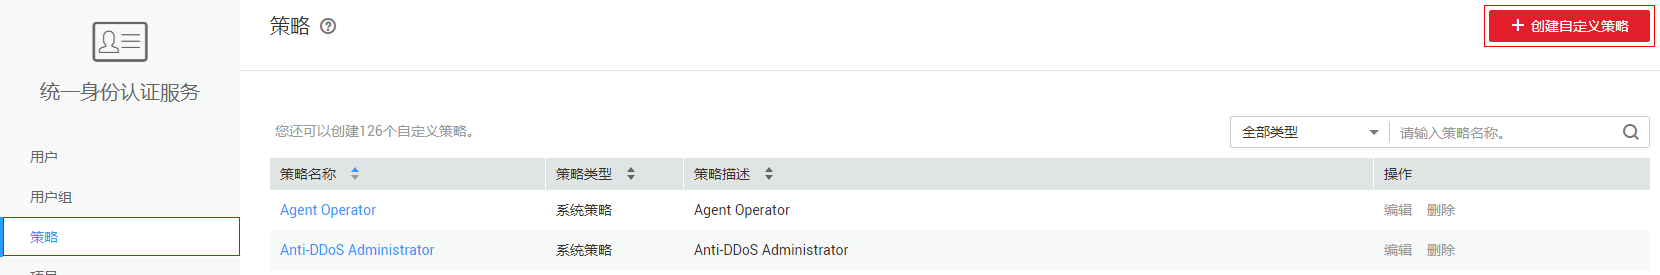 统一身份认证服务
用户
用户组
策略
项目
策略 ?
+ 创建自定义策略
您还可以创建126个自定义策略。
全部类型 请输入策略名称。
策略名称 策略类型 策略描述 操作
Agent Operator 系统策略 Agent Operator 编辑 删除
Anti-DDoS Administrator 系统策略 Anti-DDoS Administrator 编辑 删除